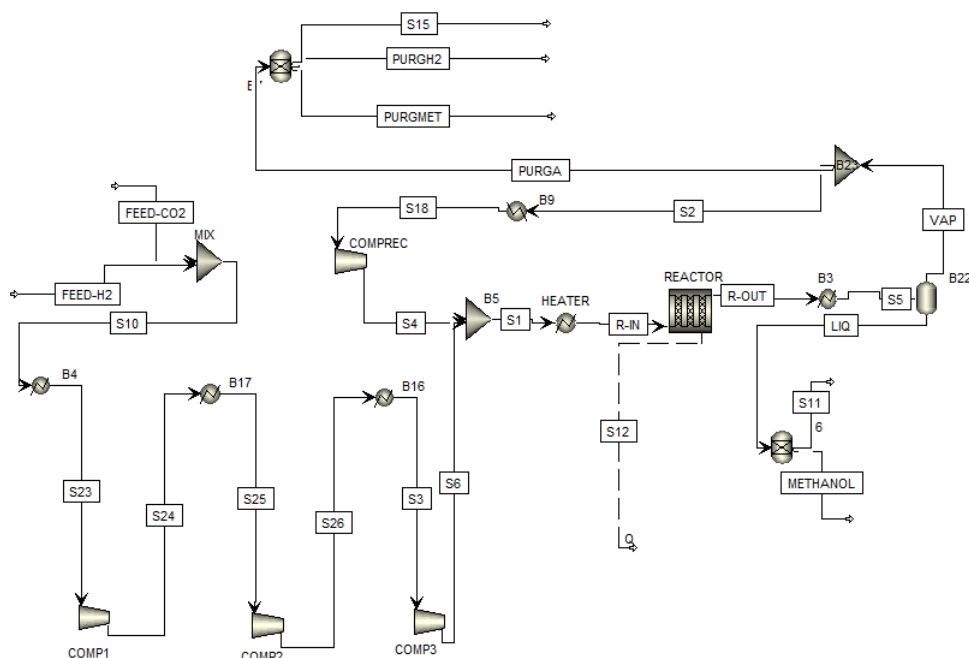 S15
PURGH2
PURGMET
PURGA
B23
FEED-CO2
S18
B9
S2
VAP
MIX
COMPREC
FEED-H2
REACTOR
B3
B22
B5
HEATER
R-OUT
S5
S10
S4
S1
R-IN
LIQ
B4
B17
B16
S11
6
S12
METHANOL
S23
S24
S25
S26
S3
S6
Q
COMP1
COMP2
COMP3